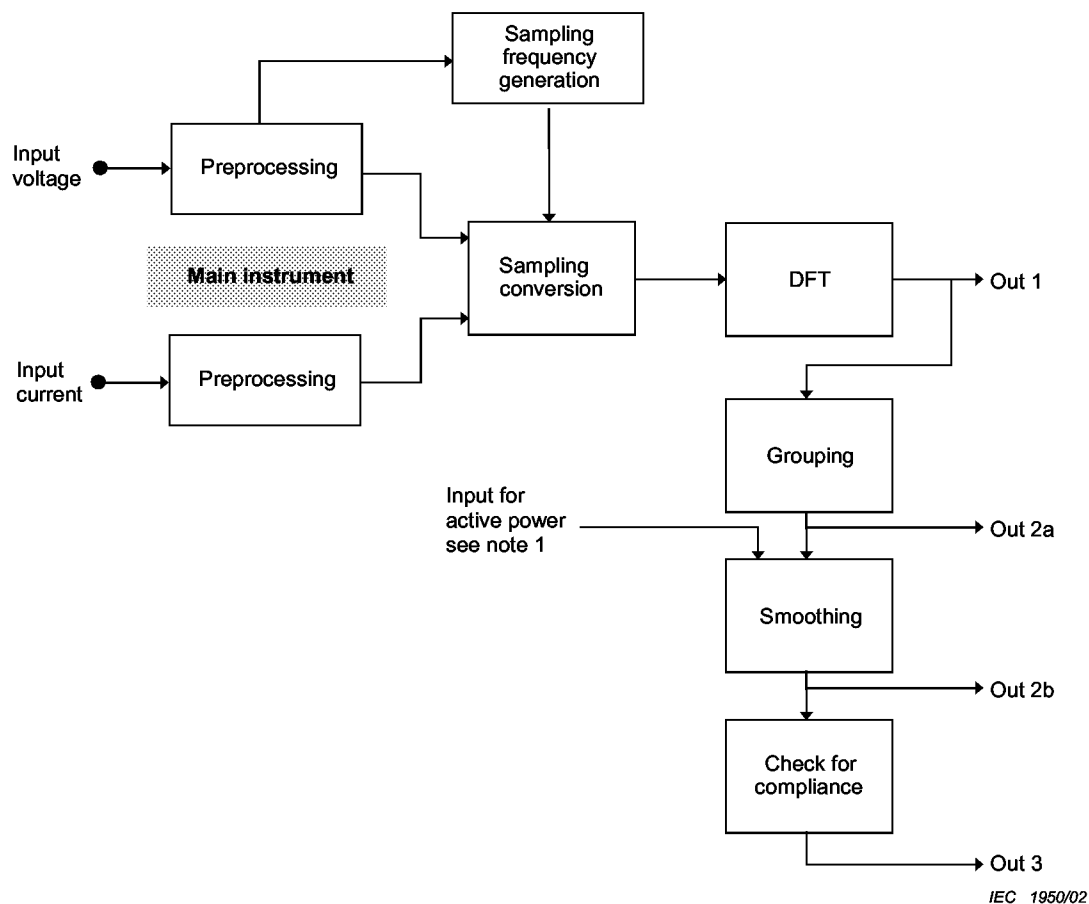 Sampling
frequency
generation
Input
voltage
Preprocessing
Main instrument
Sampling
conversion
DFT
Out 1
Input
current
Preprocessing
Grouping
Input for
active power
see note 1
Out 2a
Smoothing
Out 2b
Check for
compliance
Out 3
IEC 1950/02